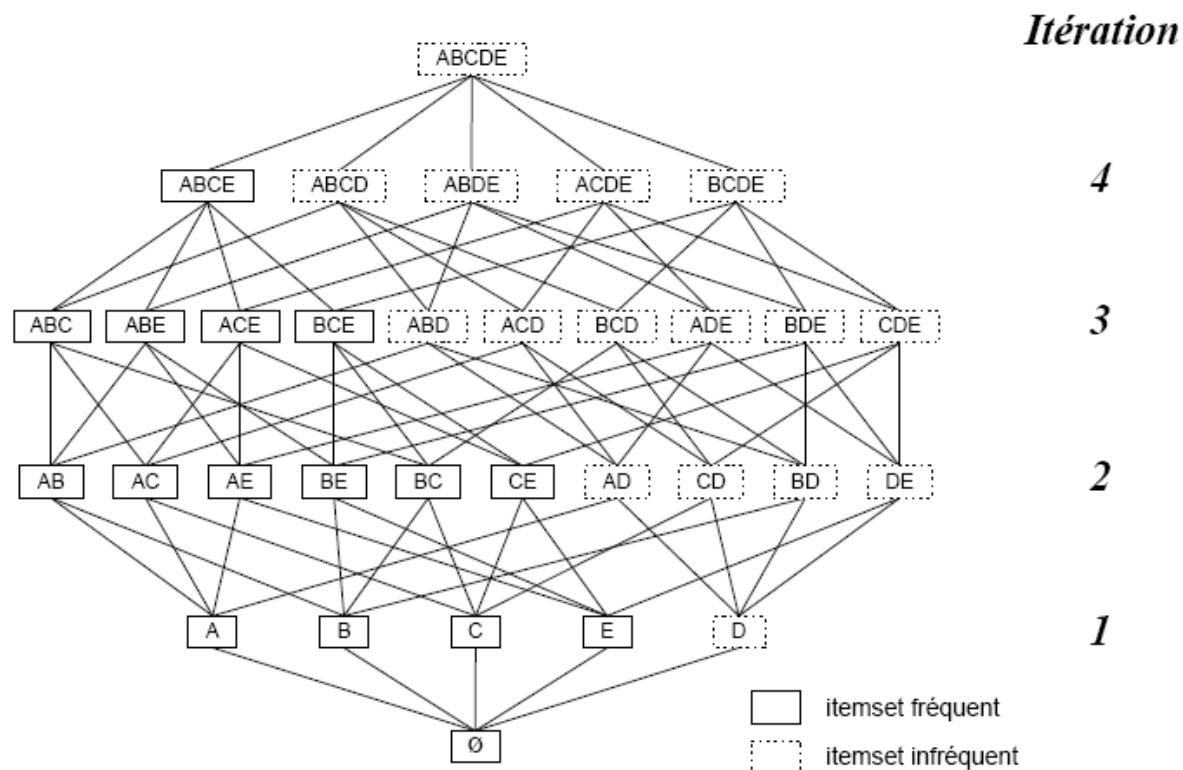 Itération
ABCDE
ABCE ABCD ABDE ACDE BCDE 4
ABC ABE ACE BCE ABD ACD BCD ADE BDE CDE 3
AB AC AE BE BC CE AD CD BD DE 2
A B C E D 1
Ø
itemset fréquent
itemset infréquent